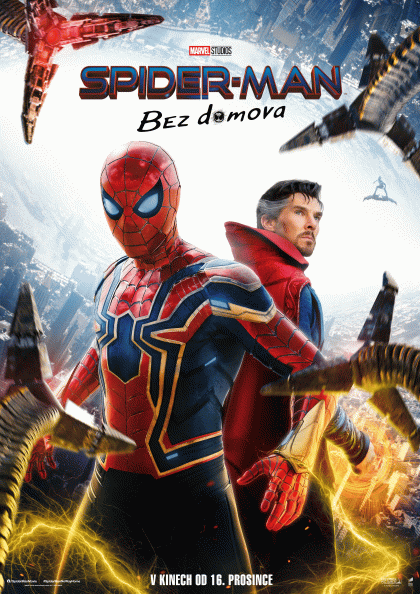 MARVEL STUDIOS
SPIDER-MAN
BEZ DOMOVA
V KINECH OD 16. PROSINCE